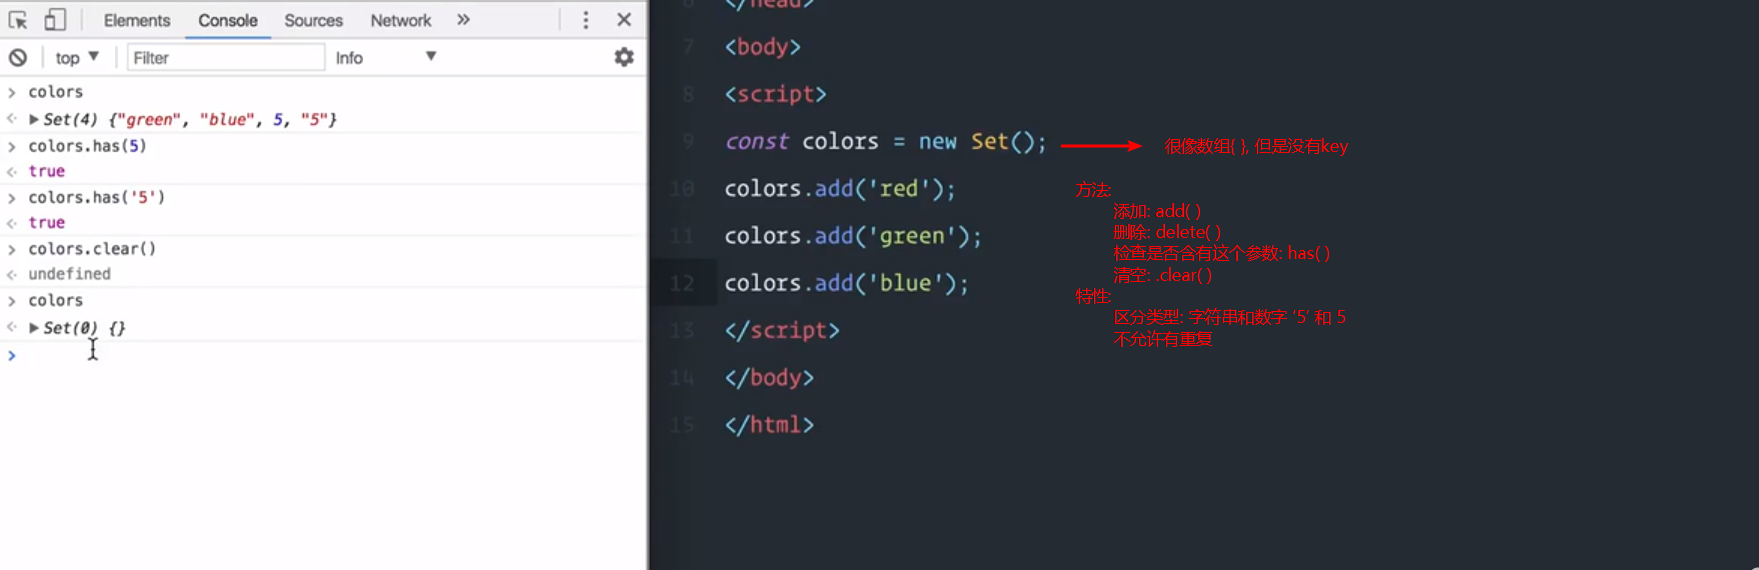 Elements Console Sources Network »
top ▼ Filter Info ▼
> colors
Set(4) {"green", "blue", 5, "5"}
> colors.has(5)
true
> colors.has('5')
true
> colors.clear()
undefined
> colors
Set(0) {}
>
6 </head>
7 <body>
8 <script>
9 const colors = new Set();
10 colors.add('red');
11 colors.add('green');
12 colors.add('blue');
13 </script>
14 </body>
15 </html>
很像数组{ }, 但是没有key
方法:
添加: add( )
删除: delete( )
检查是否含有这个参数: has( )
清空: .clear( )
特性:
区分类型: 字符串和数字 ‘5’ 和 5
不允许有重复